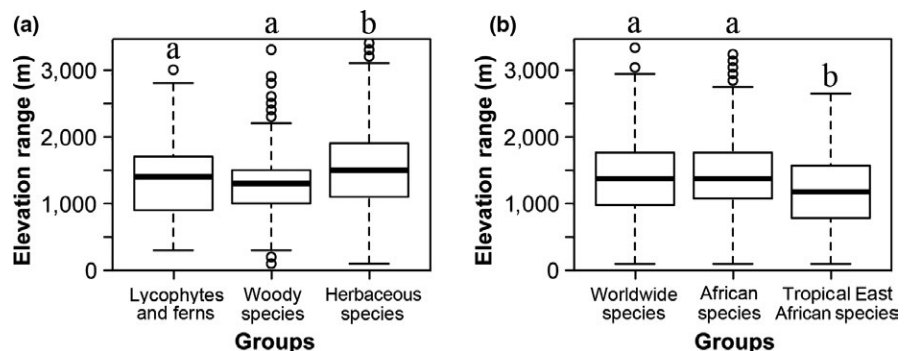 (a)
a
a
b
Elevation range (m)
3,000
2,000
1,000
0
Lycophytes and ferns
Woody species
Herbaceous species
Groups
(b)
a
a
b
Elevation range (m)
3,000
2,000
1,000
0
Worldwide species
African species
Tropical East African species
Groups